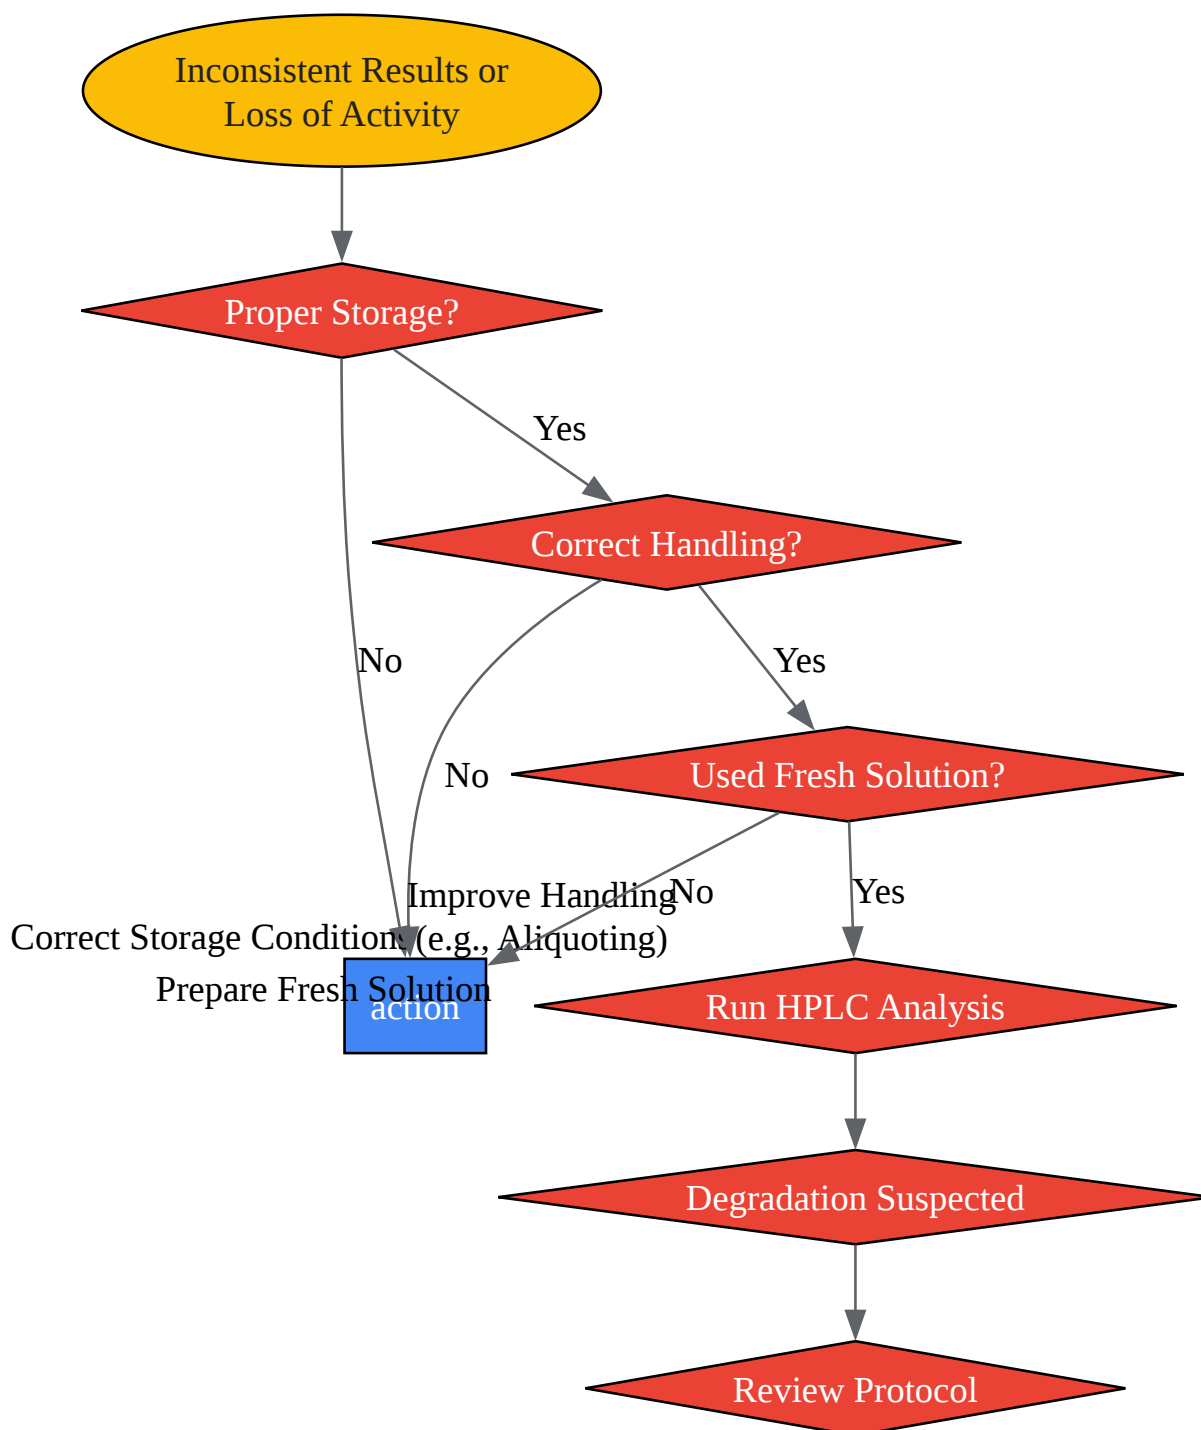 Inconsistent Results or
Loss of Activity
Proper Storage?
Yes
Correct Handling?
No
Yes
Used Fresh Solution?
No
Improve Handling
(e.g., Aliquoting)
No
Yes
Correct Storage Conditions
Prepare Fresh Solution
action
Run HPLC Analysis
Degradation Suspected
Review Protocol